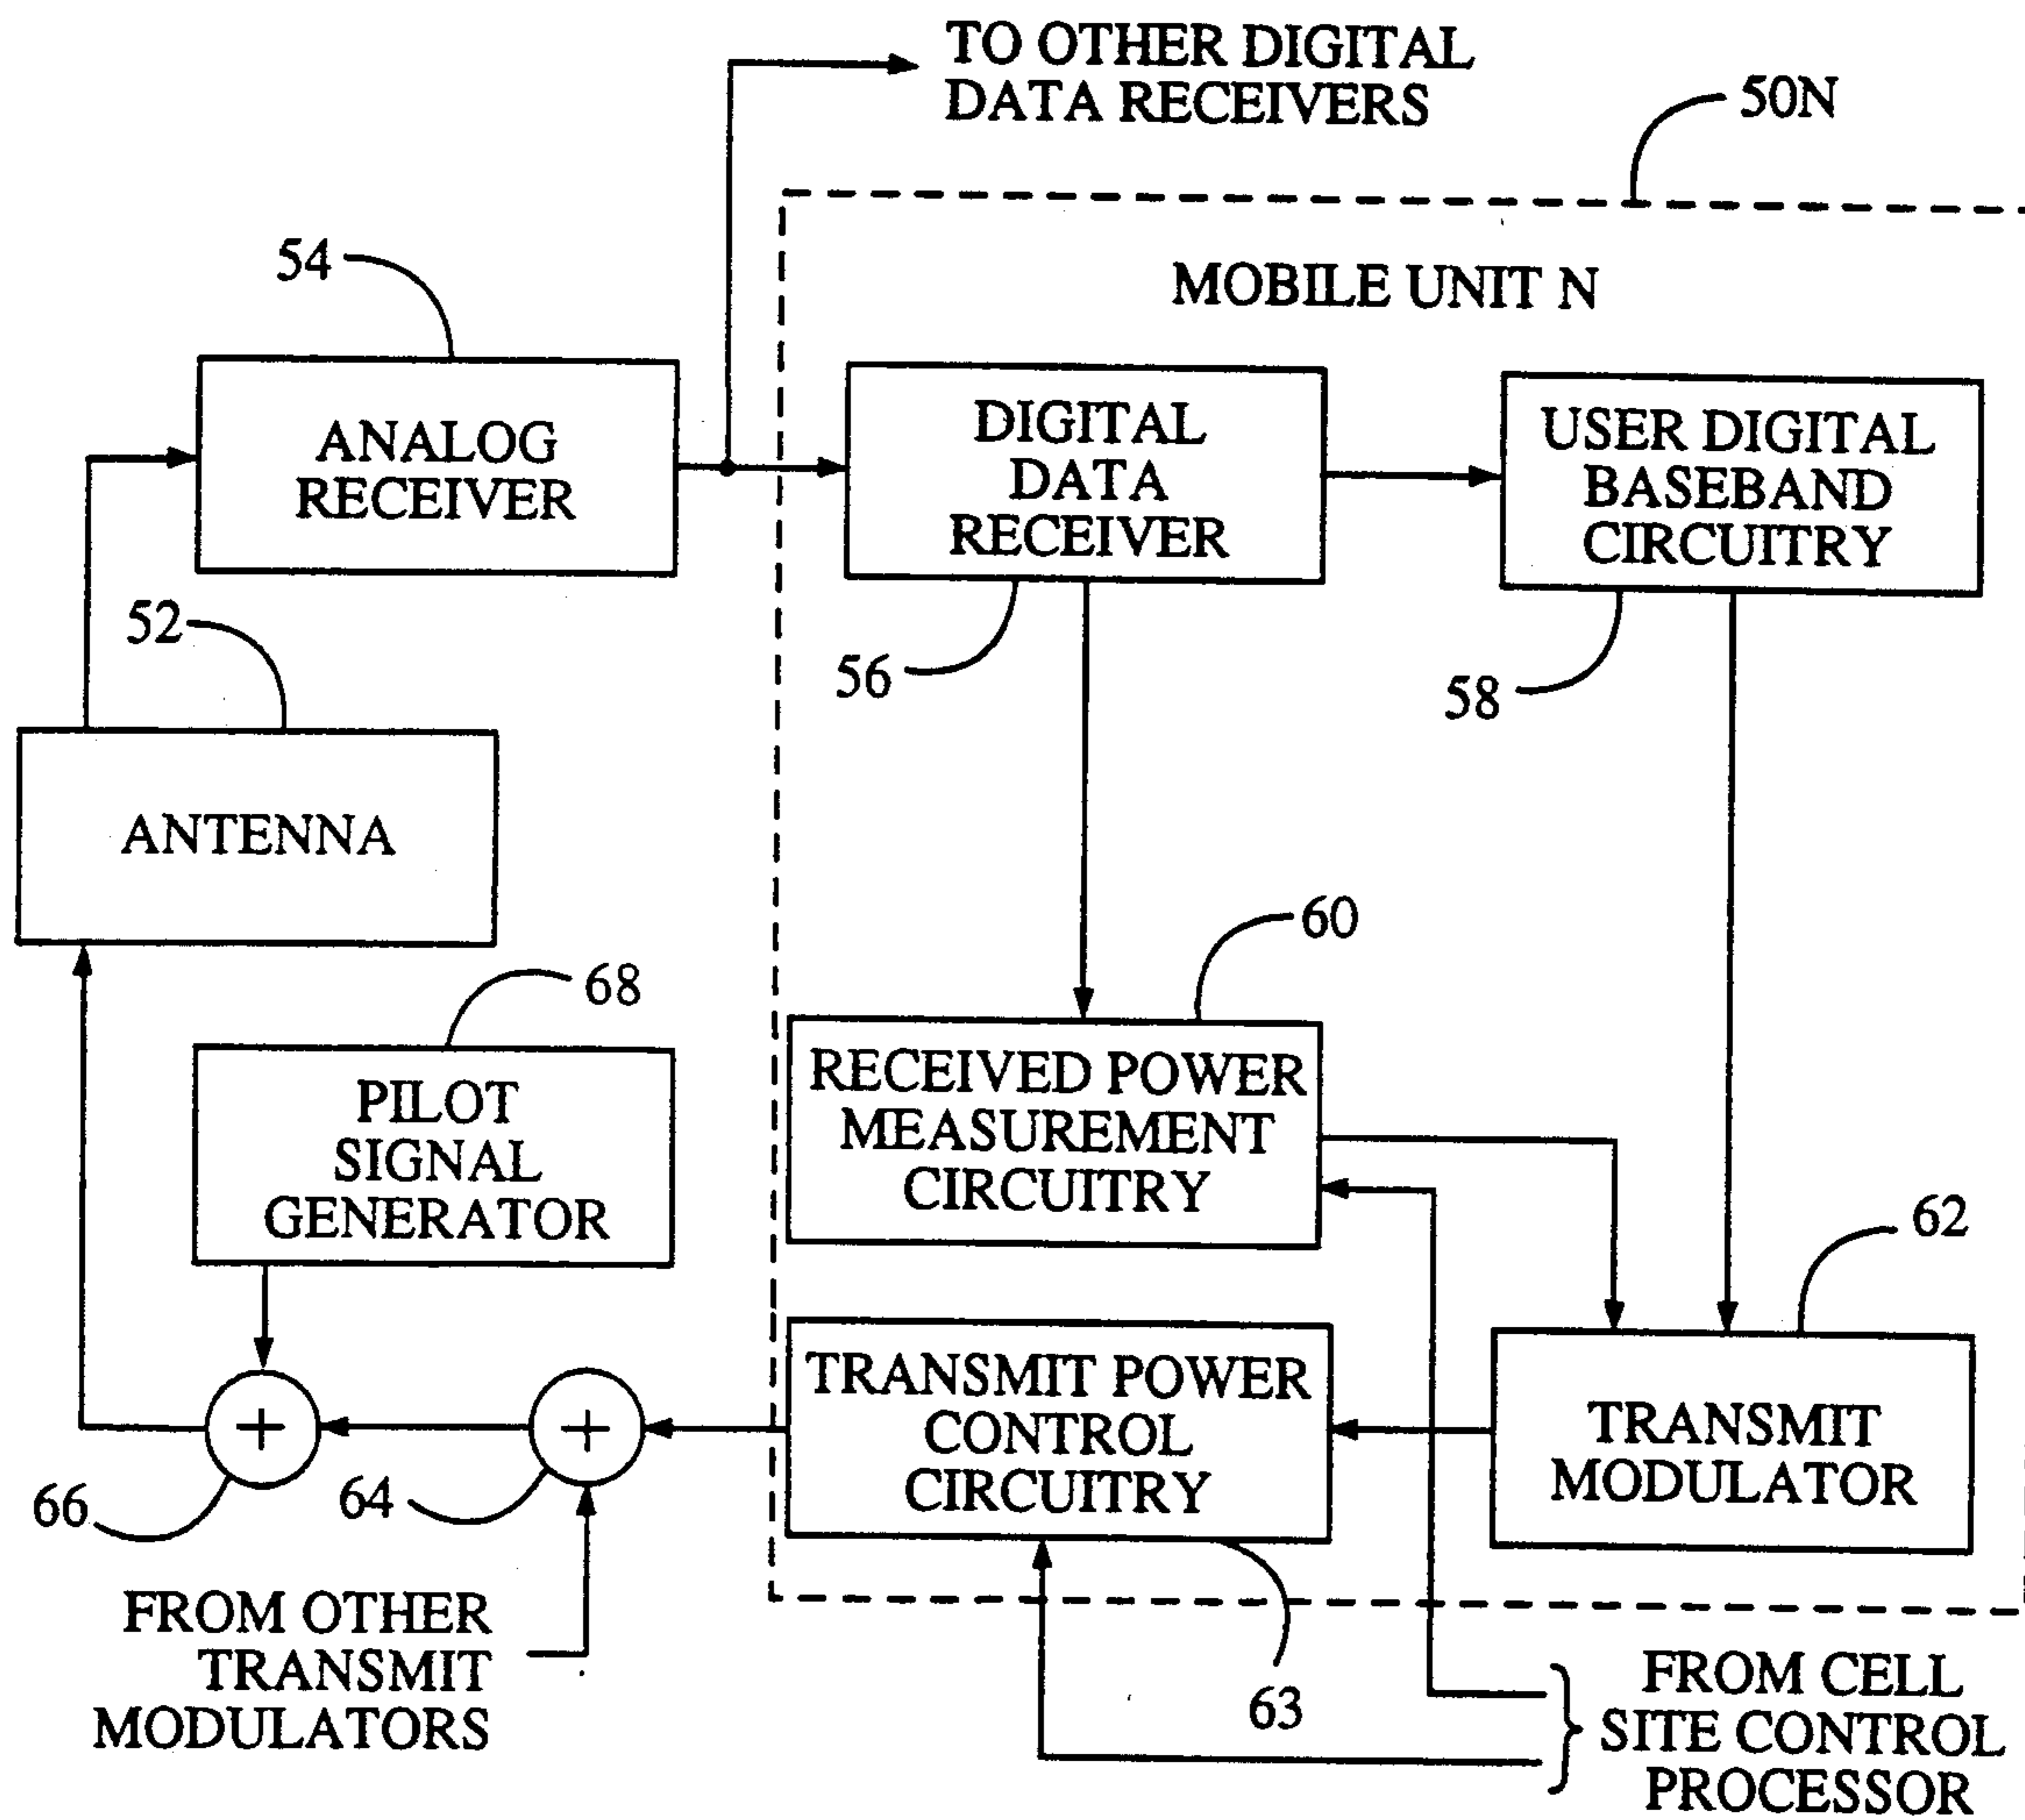 TO OTHER DIGITAL
DATA RECEIVERS
50N
MOBILE UNIT N
54
ANALOG
RECEIVER
DIGITAL
DATA
RECEIVER
USER DIGITAL
BASEBAND
CIRCUITRY
52
56
58
ANTENNA
60
68
RECEIVED POWER
MEASUREMENT
CIRCUITRY
PILOT
SIGNAL
GENERATOR
62
TRANSMIT POWER
CONTROL
CIRCUITRY
TRANSMIT
MODULATOR
+
+
66
64
FROM OTHER
TRANSMIT
MODULATORS
63
FROM CELL
SITE CONTROL
PROCESSOR